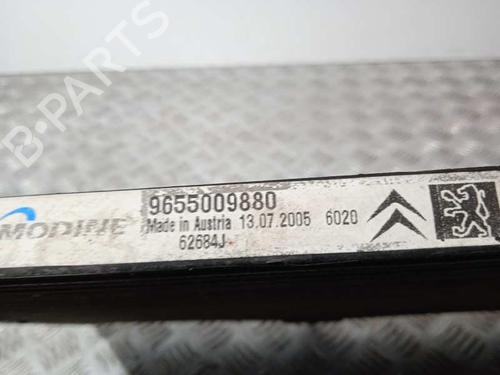 B-PARTS
MODINE
9655009880
Made in Austria 13.07.2005 6020
62684J